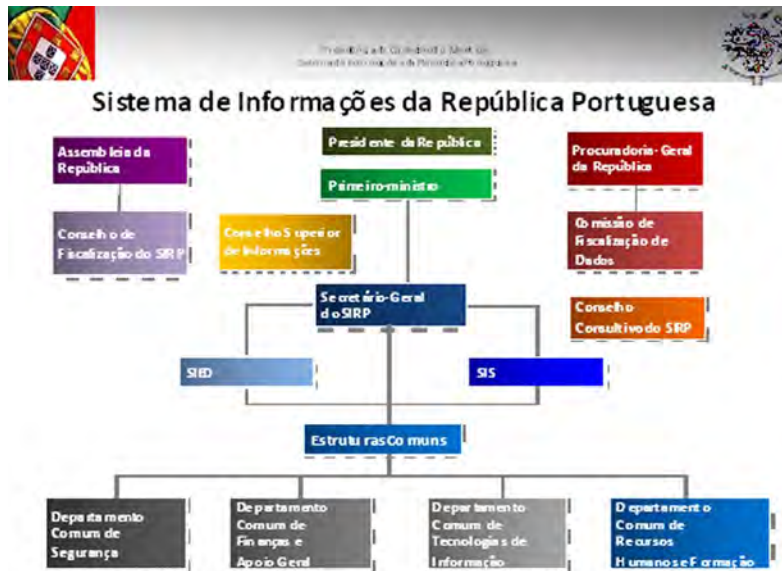 Sistema de Informações da República Portuguesa
Assembleia da
República
Presidente da República
Procuradoria-Geral
da República
Primeiro-ministro
Conselho de
Fiscalização do SIRP
Conselho Superior
de Informações
Comissão de
Fiscalização de
Dados
Secretário-Geral
do SIRP
Conselho
Consultivo do SIRP
SIED
SIS
Estruturas Comuns
Departamento
Comum de
Segurança
Departamento
Comum de
Finanças e
Apoio Geral
Departamento
Comum de
Tecnologias de
Informação
Departamento
Comum de
Recursos
Humanos e Formação